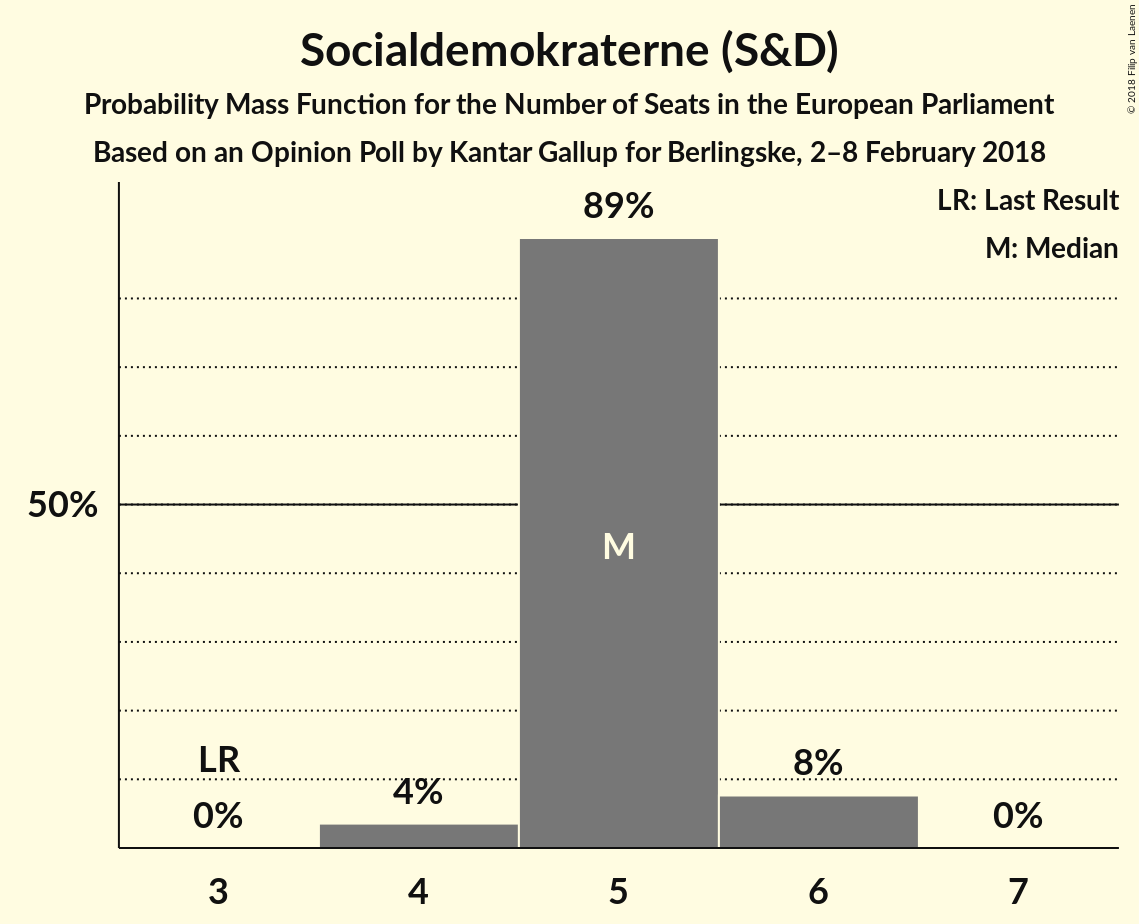 Socialdemokraterne (S&D)
Probability Mass Function for the Number of Seats in the European Parliament
Based on an Opinion Poll by Kantar Gallup for Berlingske, 2–8 February 2018
© 2018 Filip van Laenen
LR: Last Result
M: Median
89%
50%
M
LR
0%
4%
8%
0%
3 4 5 6 7